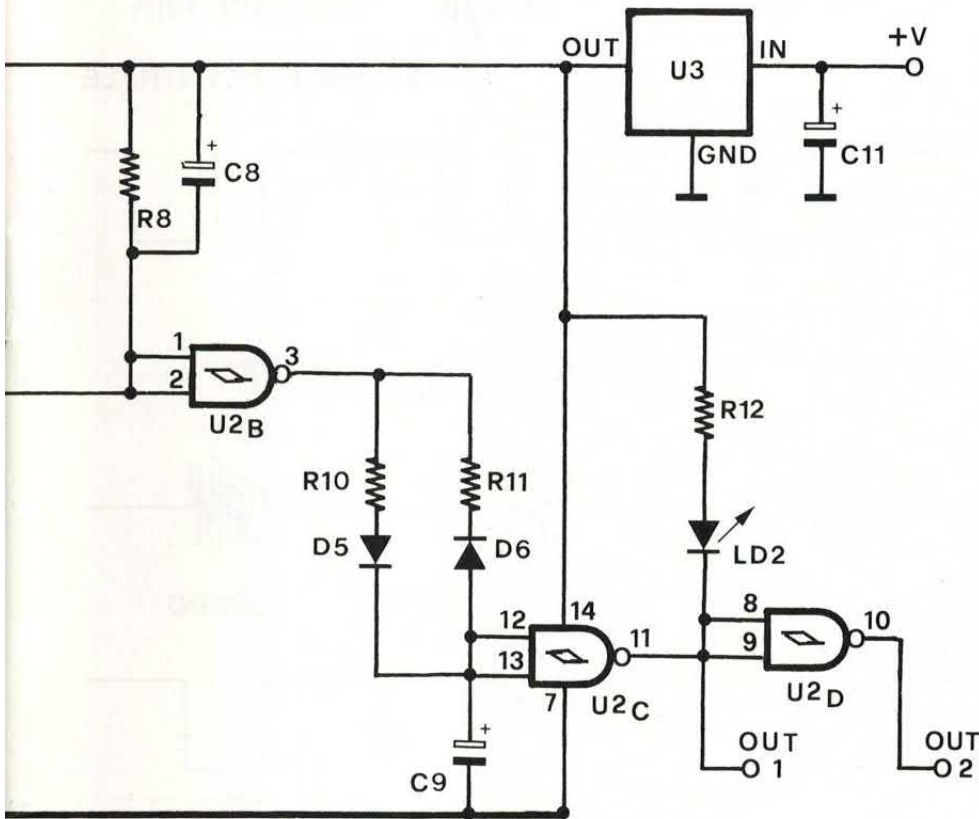 +V
OUT
U3
IN
GND
C11
+
+
C8
R8
1
2
3
U2B
R12
R10
R11
D5
D6
LD2
12
13
14
11
7
U2C
8
9
10
U2D
+
C9
OUT
1
OUT
2